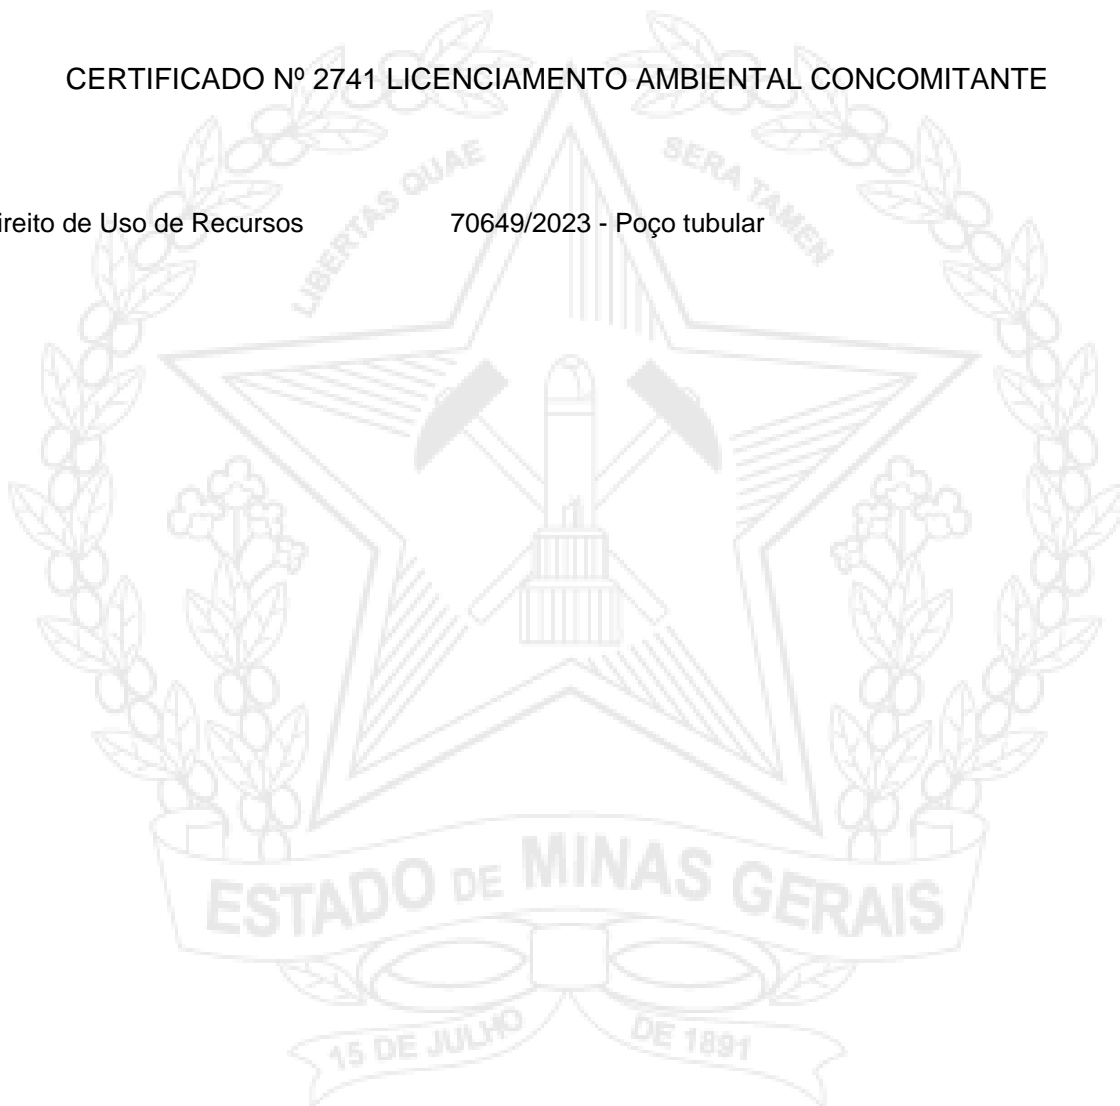 CERTIFICADO Nº 2741 LICENCIAMENTO AMBIENTAL CONCOMITANTE
LIBERTAS QUAE SERA TAMEN
ireito de Uso de Recursos 70649/2023 - Poço tubular
ESTADO DE MINAS GERAIS
15 DE JULHO DE 1891